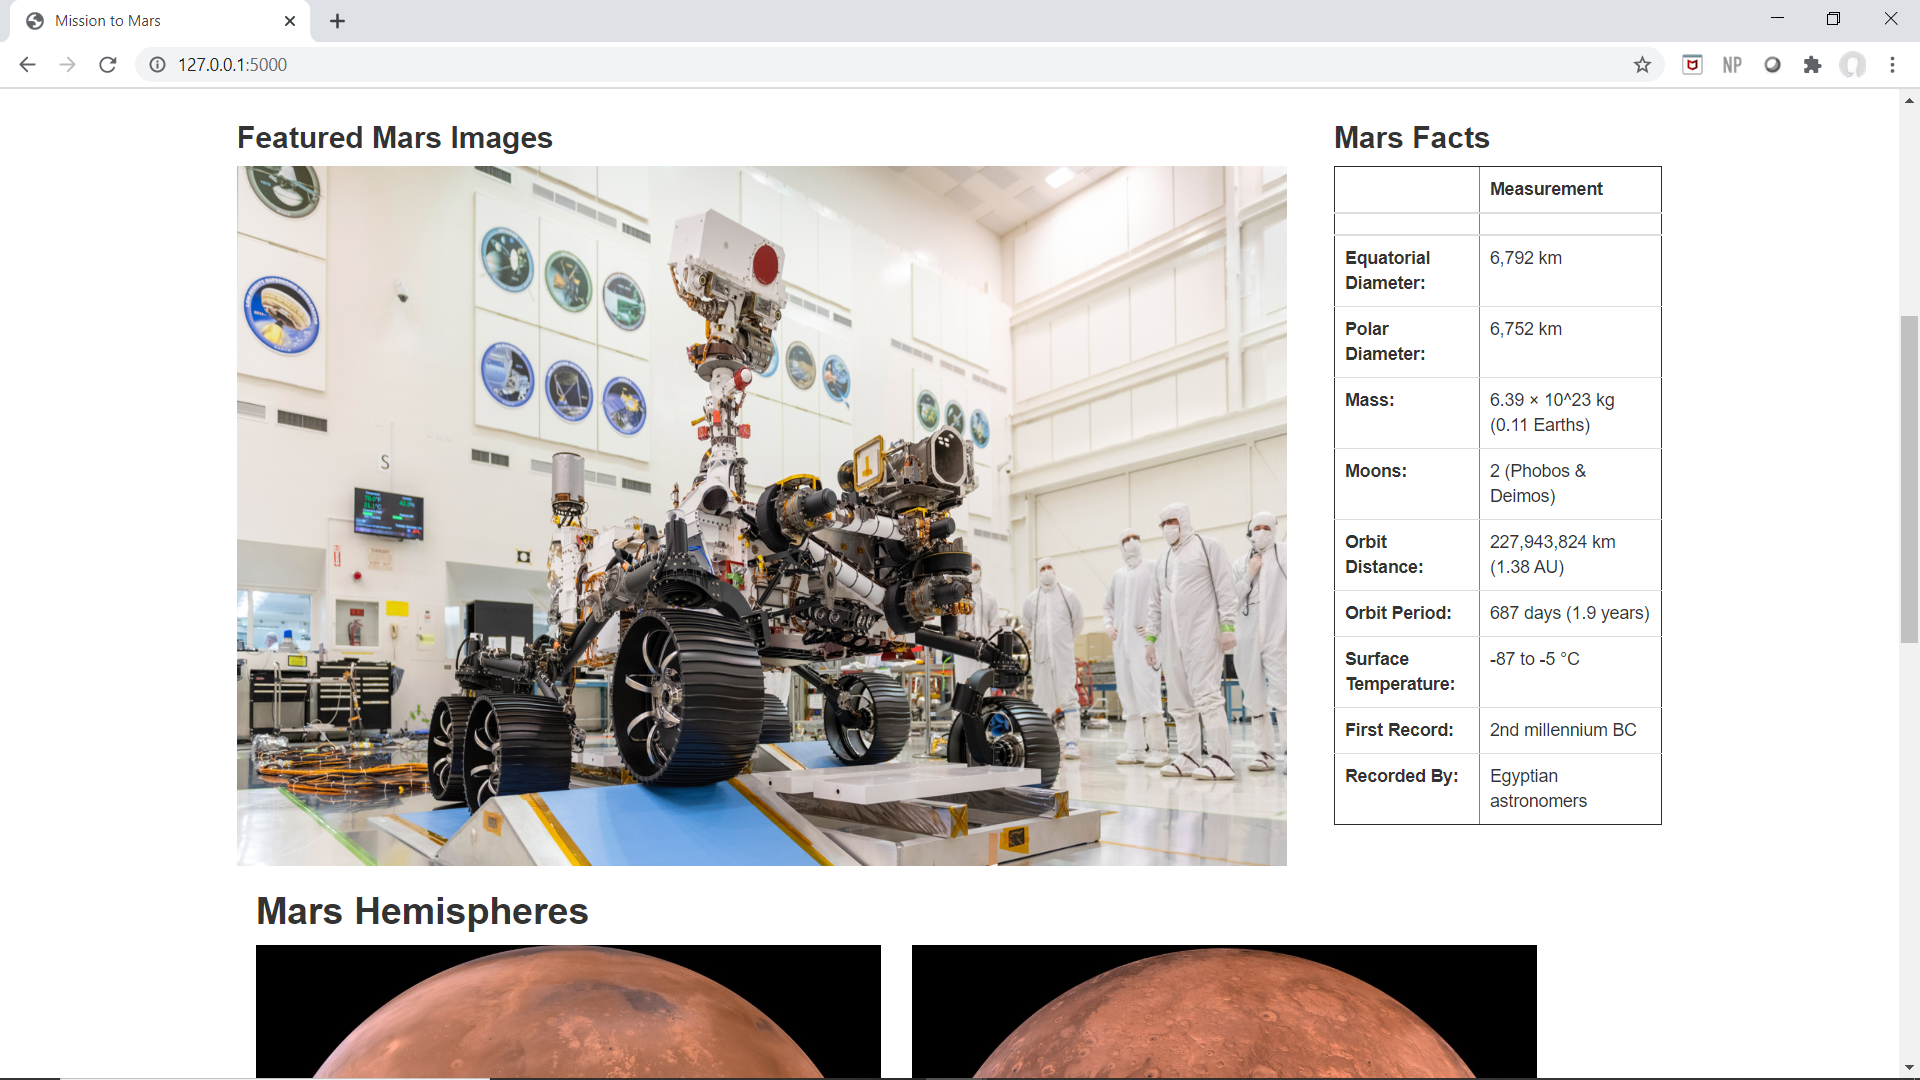 Mission to Mars
127.0.0.1:5000
NP
Featured Mars Images
S
Mars Facts
Measurement
Equatorial
Diameter:
6,792 km
Polar
Diameter:
6,752 km
Mass:
6.39 × 10^23 kg
(0.11 Earths)
Moons:
2 (Phobos &
Deimos)
Orbit
Distance:
227,943,824 km
(1.38 AU)
Orbit Period:
687 days (1.9 years)
Surface
Temperature:
-87 to -5 °C
First Record:
2nd millennium BC
Recorded By:
Egyptian
astronomers
Mars Hemispheres